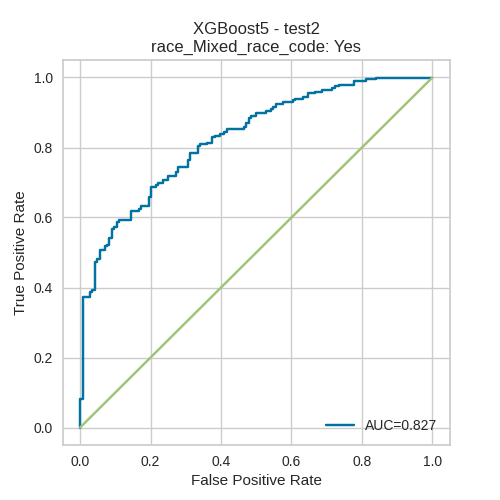 XGBoost5 - test2
race_Mixed_race_code: Yes
True Positive Rate
1.0
0.8
0.6
0.4
0.2
0.0
AUC=0.827
0.0 0.2 0.4 0.6 0.8 1.0
False Positive Rate